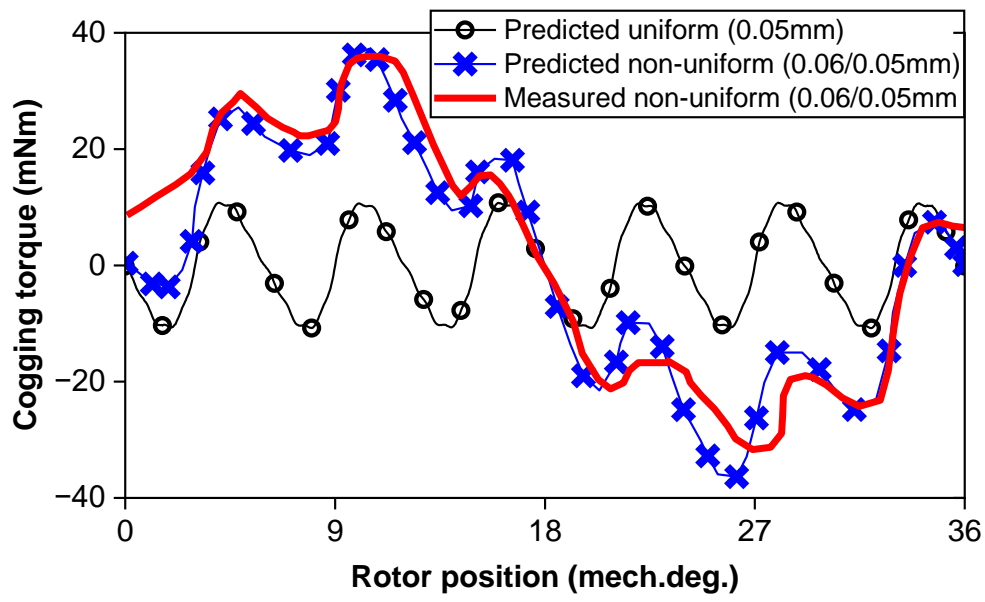 40
20
0
−20
−40
Cogging torque (mNm)
Predicted uniform (0.05mm)
Predicted non-uniform (0.06/0.05mm)
Measured non-uniform (0.06/0.05mm
0 9 18 27 36
Rotor position (mech.deg.)